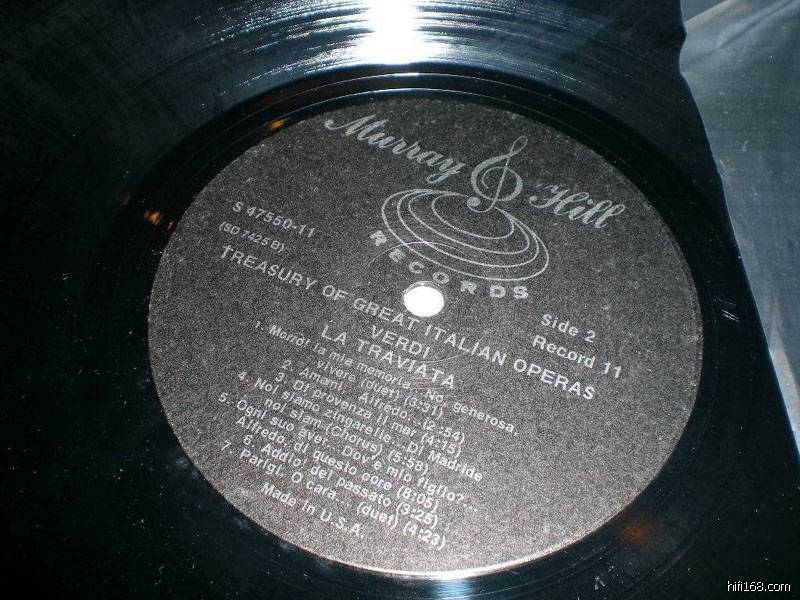 Murray Hill
RECORDS
S 47550-11
(SD 7425 B)
Side 2
Record 11
TREASURY OF GREAT ITALIAN OPERAS
VERDI
LA TRAVIATA
1. Morro! la mia memoria...No, generosa,
vivere (duet) (3:31)
2. Amami... Alfredo, (2:54)
3. Di provenza il mar (4:15)
4. Noi siamo zingarelle...Di Madride
noi siam (Chorus) (5:58)
5. Ogni suo aver...Dov'e mio figlio?...
Alfredo, di questo core (8:05)
6. Addio' del passato (3:25)
7. Parigi, O cara... (duet) (4:23)
Made in U.S.A.
hifi168.com